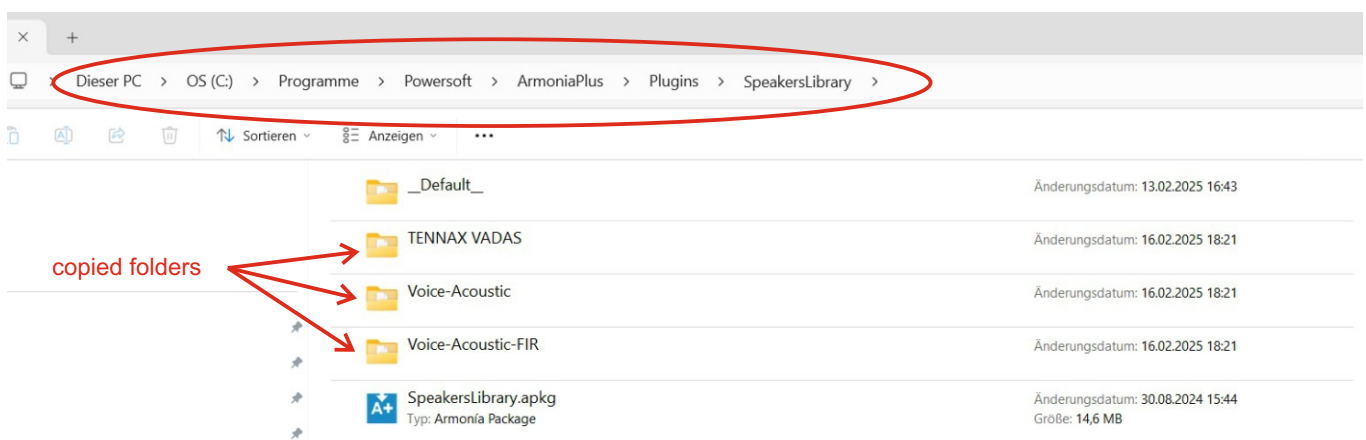 Dieser PC > OS (C:) > Programme > Powersoft > ArmoniaPlus > Plugins > SpeakersLibrary >
Sortieren Anzeigen
__Default__ Änderungsdatum: 13.02.2025 16:43
TENNAX VADAS Änderungsdatum: 16.02.2025 18:21
copied folders
Voice-Acoustic Änderungsdatum: 16.02.2025 18:21
Voice-Acoustic-FIR Änderungsdatum: 16.02.2025 18:21
A+ SpeakersLibrary.apkg Änderungsdatum: 30.08.2024 15:44
Typ: Armonía Package Größe: 14,6 MB